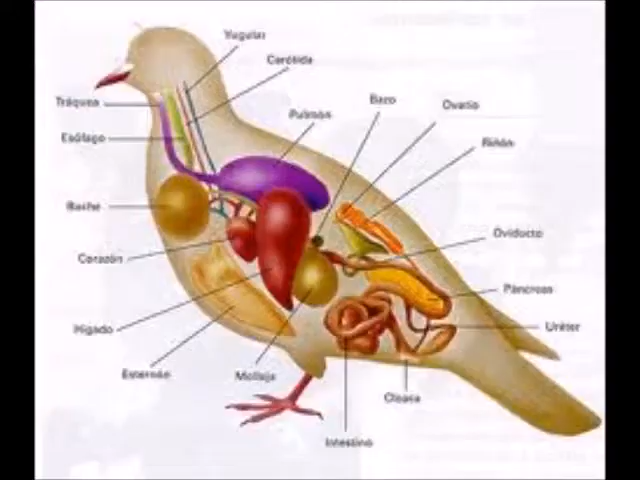 Yugular
Carótida
Tráquea
Bazo
Ovario
Pulmón
Esófago
Riñón
Buche
Oviducto
Corazón
Páncreas
Hígado
Uréter
Esternón
Molleja
Cloaca
Intestino